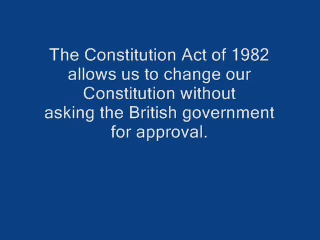 The Constitution Act of 1982
allows us to change our
Constitution without
asking the British government
for approval.